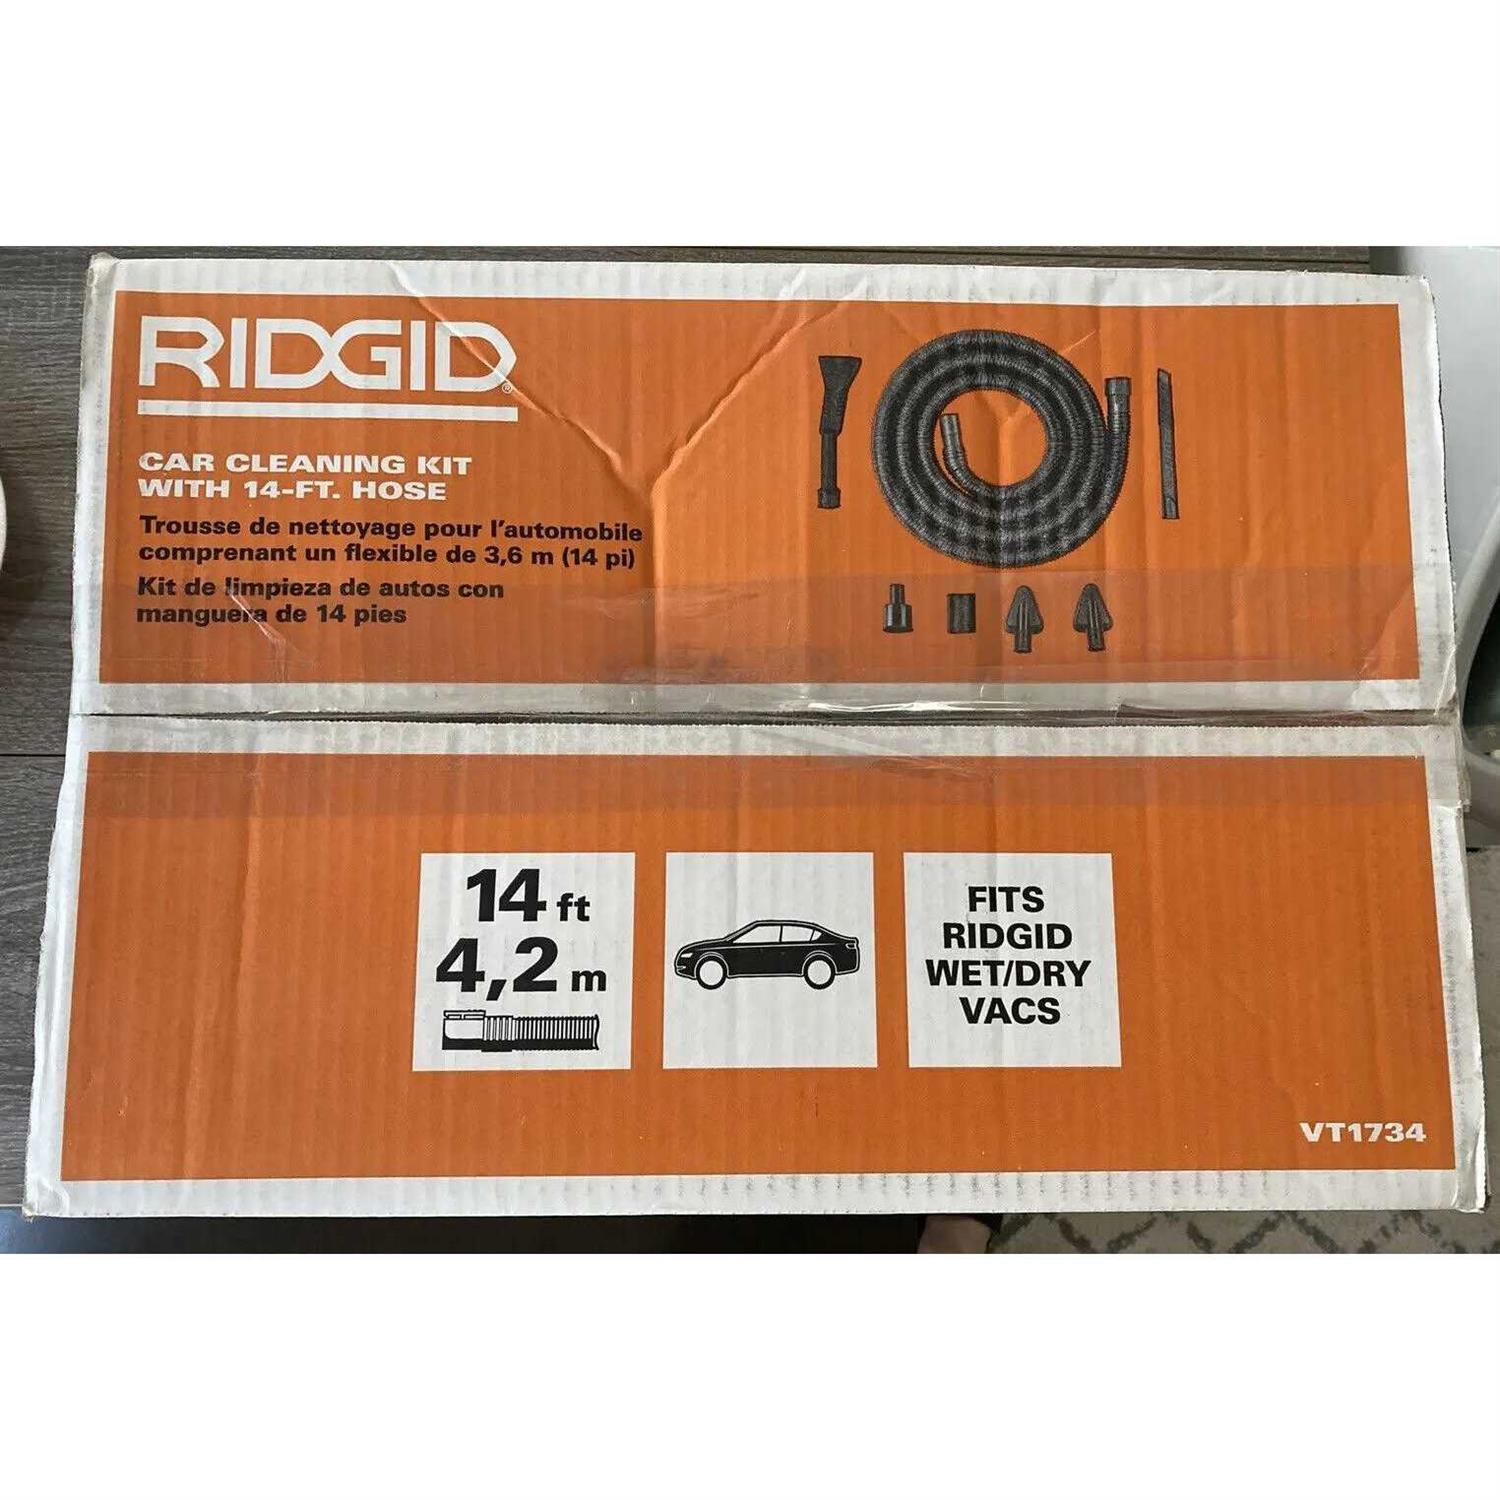 RIDGID®
CAR CLEANING KIT
WITH 14-FT. HOSE
Trousse de nettoyage pour l'automobile
comprenant un flexible de 3,6 m (14 pi)
Kit de limpieza de autos con
manguera de 14 pies
14 ft
4,2 m
FITS
RIDGID
WET/DRY
VACS
VT1734